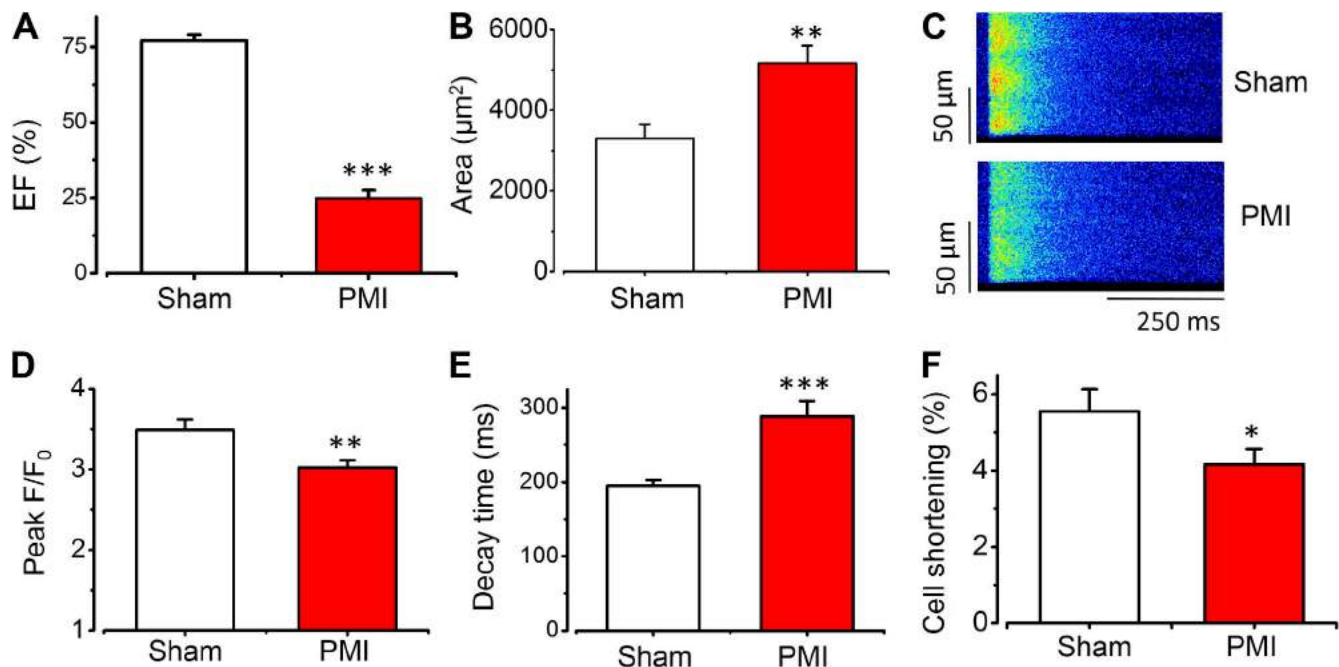 A
EF (%)
75
50
25
0
***
Sham
PMI
B
Area (µm²)
6000
4000
2000
0
**
Sham
PMI
C
50 µm
Sham
50 µm
PMI
250 ms
D
Peak F/F₀
4
3
2
1
**
Sham
PMI
E
Decay time (ms)
300
200
100
0
***
Sham
PMI
F
Cell shortening (%)
6
4
2
0
*
Sham
PMI